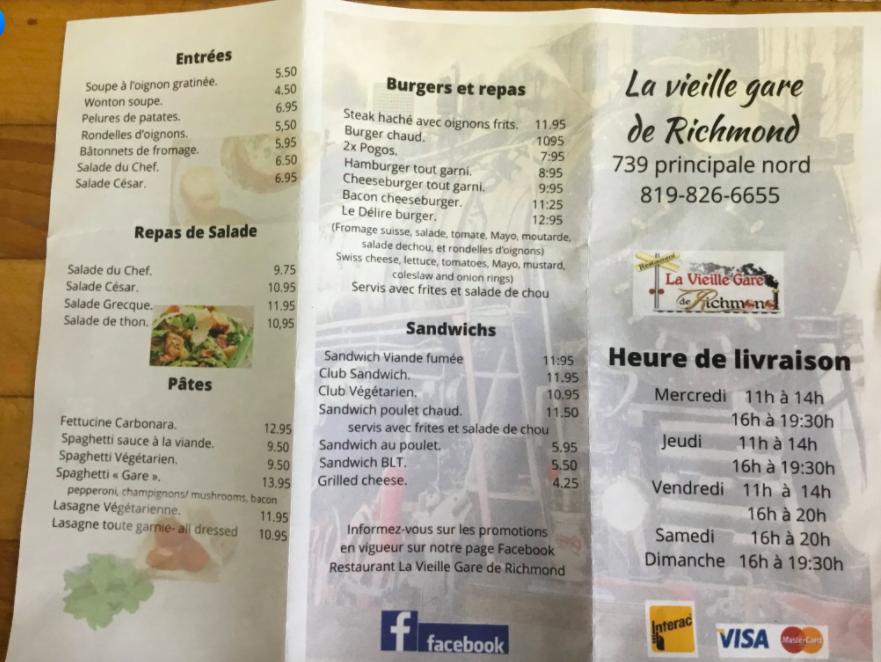 Entrées
Soupe à l'oignon gratinée. 5.50
Wonton soupe. 4.50
Pelures de patates. 6.95
Rondelles d'oignons. 5,50
Bâtonnets de fromage. 5.95
Salade du Chef. 6.50
Salade César. 6.95
Repas de Salade
Salade du Chef. 9.75
Salade César. 10.95
Salade Grecque. 11.95
Salade de thon. 10,95
Pâtes
Fettucine Carbonara. 12.95
Spaghetti sauce à la viande. 9.50
Spaghetti Végétarien. 9.50
Spaghetti « Gare ». 13.95
pepperoni, champignons/ mushrooms, bacon
Lasagne Végétarienne. 11.95
Lasagne toute garnie- all dressed 10.95
Burgers et repas
Steak haché avec oignons frits. 11.95
Burger chaud. 1095
2x Pogos. 7:95
Hamburger tout garni. 8:95
Cheeseburger tout garni. 9:95
Bacon cheeseburger. 11:25
Le Délire burger. 12:95
(Fromage suisse, salade, tomate, Mayo, moutarde,
salade dechou, et rondelles d'oignons)
Swiss cheese, lettuce, tomatoes, Mayo, mustard,
coleslaw and onion rings)
Servis avec frites et salade de chou
Sandwichs
Sandwich Viande fumée 11:95
Club Sandwich. 11.95
Club Végétarien. 10.95
Sandwich poulet chaud. 11.50
servis avec frites et salade de chou
Sandwich au poulet. 5.95
Sandwich BLT. 5.50
Grilled cheese. 4.25
Informez-vous sur les promotions
en vigueur sur notre page Facebook
Restaurant La Vieille Gare de Richmond
f facebook
La vieille gare
de Richmond
739 principale nord
819-826-6655
Restaurant
La Vieille Gare
de Richmond
Heure de livraison
Mercredi 11h à 14h
16h à 19:30h
Jeudi 11h à 14h
16h à 19:30h
Vendredi 11h à 14h
16h à 20h
Samedi 16h à 20h
Dimanche 16h à 19:30h
Interac VISA MasterCard